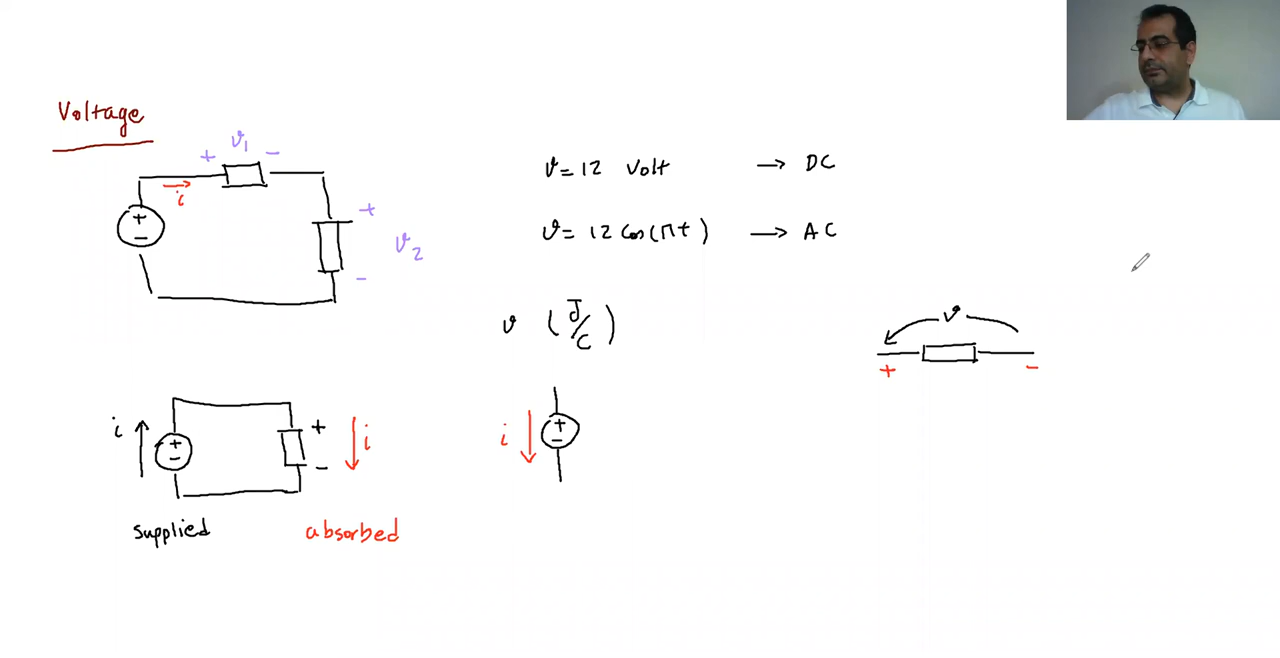 Voltage
+ v1 -
i
+
-
+
v2
-
v = 12 Volt → DC
v = 12 cos(πt) → AC
v (J/C)
v
+ -
i
+
-
+
-
i
supplied
absorbed
i
+
-